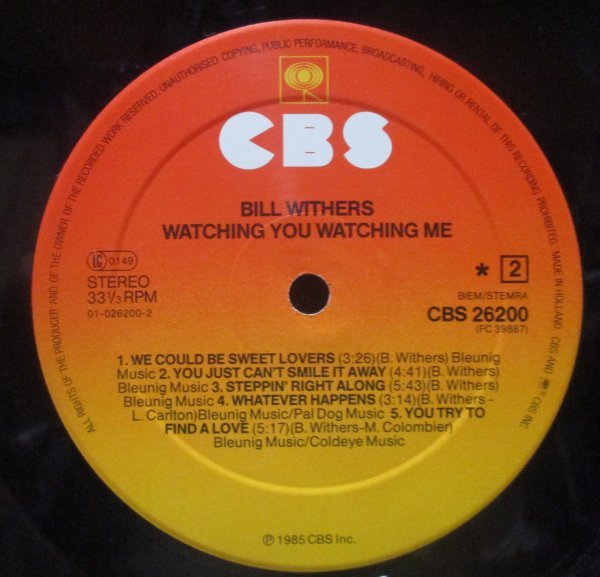 ALL RIGHTS OF THE PRODUCER AND OF THE OWNER OF THE RECORDED WORK RESERVED. UNAUTHORISED COPYING, PUBLIC PERFORMANCE, BROADCASTING, HIRING OR RENTAL OF THIS RECORDING PROHIBITED. MADE IN HOLLAND. CBS AND ARE CBS INC.
CBS
BILL WITHERS
WATCHING YOU WATCHING ME
LC 0149
STEREO
33 1/3 RPM
01-026200-2
* 2
BIEM/STEMRA
CBS 26200
(FC 39887)
1. WE COULD BE SWEET LOVERS (3:26)(B. Withers) Bleunig
Music 2. YOU JUST CAN'T SMILE IT AWAY (4:41)(B. Withers)
Bleunig Music 3. STEPPIN' RIGHT ALONG (5:43)(B. Withers)
Bleunig Music 4. WHATEVER HAPPENS (3:14)(B. Withers -
L. Carlton)Bleunig Music/Pal Dog Music 5. YOU TRY TO
FIND A LOVE (5:17)(B. Withers-M. Colombier)
Bleunig Music/Coldeye Music
℗ 1985 CBS Inc.